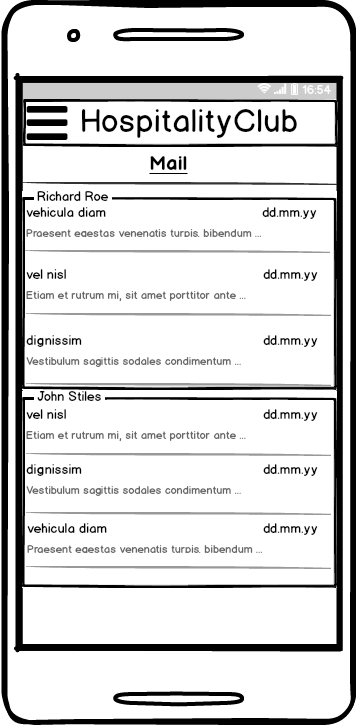 16:54
HospitalityClub
Mail
Richard Roe
vehicula diam dd.mm.yy
Praesent egestas venenatis turpis, bibendum ...
vel nisl dd.mm.yy
Etiam et rutrum mi, sit amet porttitor ante ...
dignissim dd.mm.yy
Vestibulum sagittis sodales condimentum ...
John Stiles
vel nisl dd.mm.yy
Etiam et rutrum mi, sit amet porttitor ante ...
dignissim dd.mm.yy
Vestibulum sagittis sodales condimentum ...
vehicula diam dd.mm.yy
Praesent egestas venenatis turpis, bibendum ...